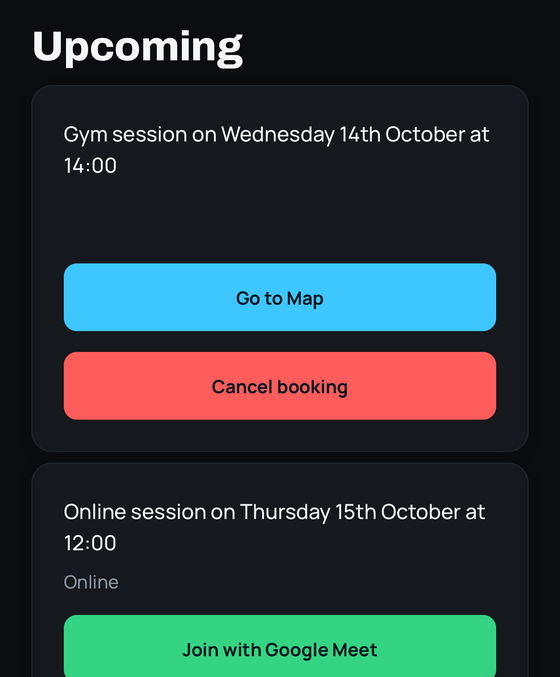 Upcoming
Gym session on Wednesday 14th October at
14:00
Go to Map
Cancel booking
Online session on Thursday 15th October at
12:00
Online
Join with Google Meet